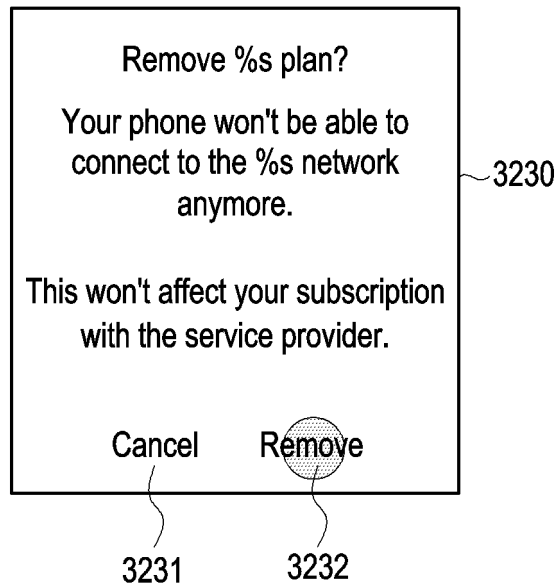 Remove %s plan?
Your phone won't be able to
connect to the %s network
anymore.
3230
This won't affect your subscription
with the service provider.
Cancel Remove
3231 3232